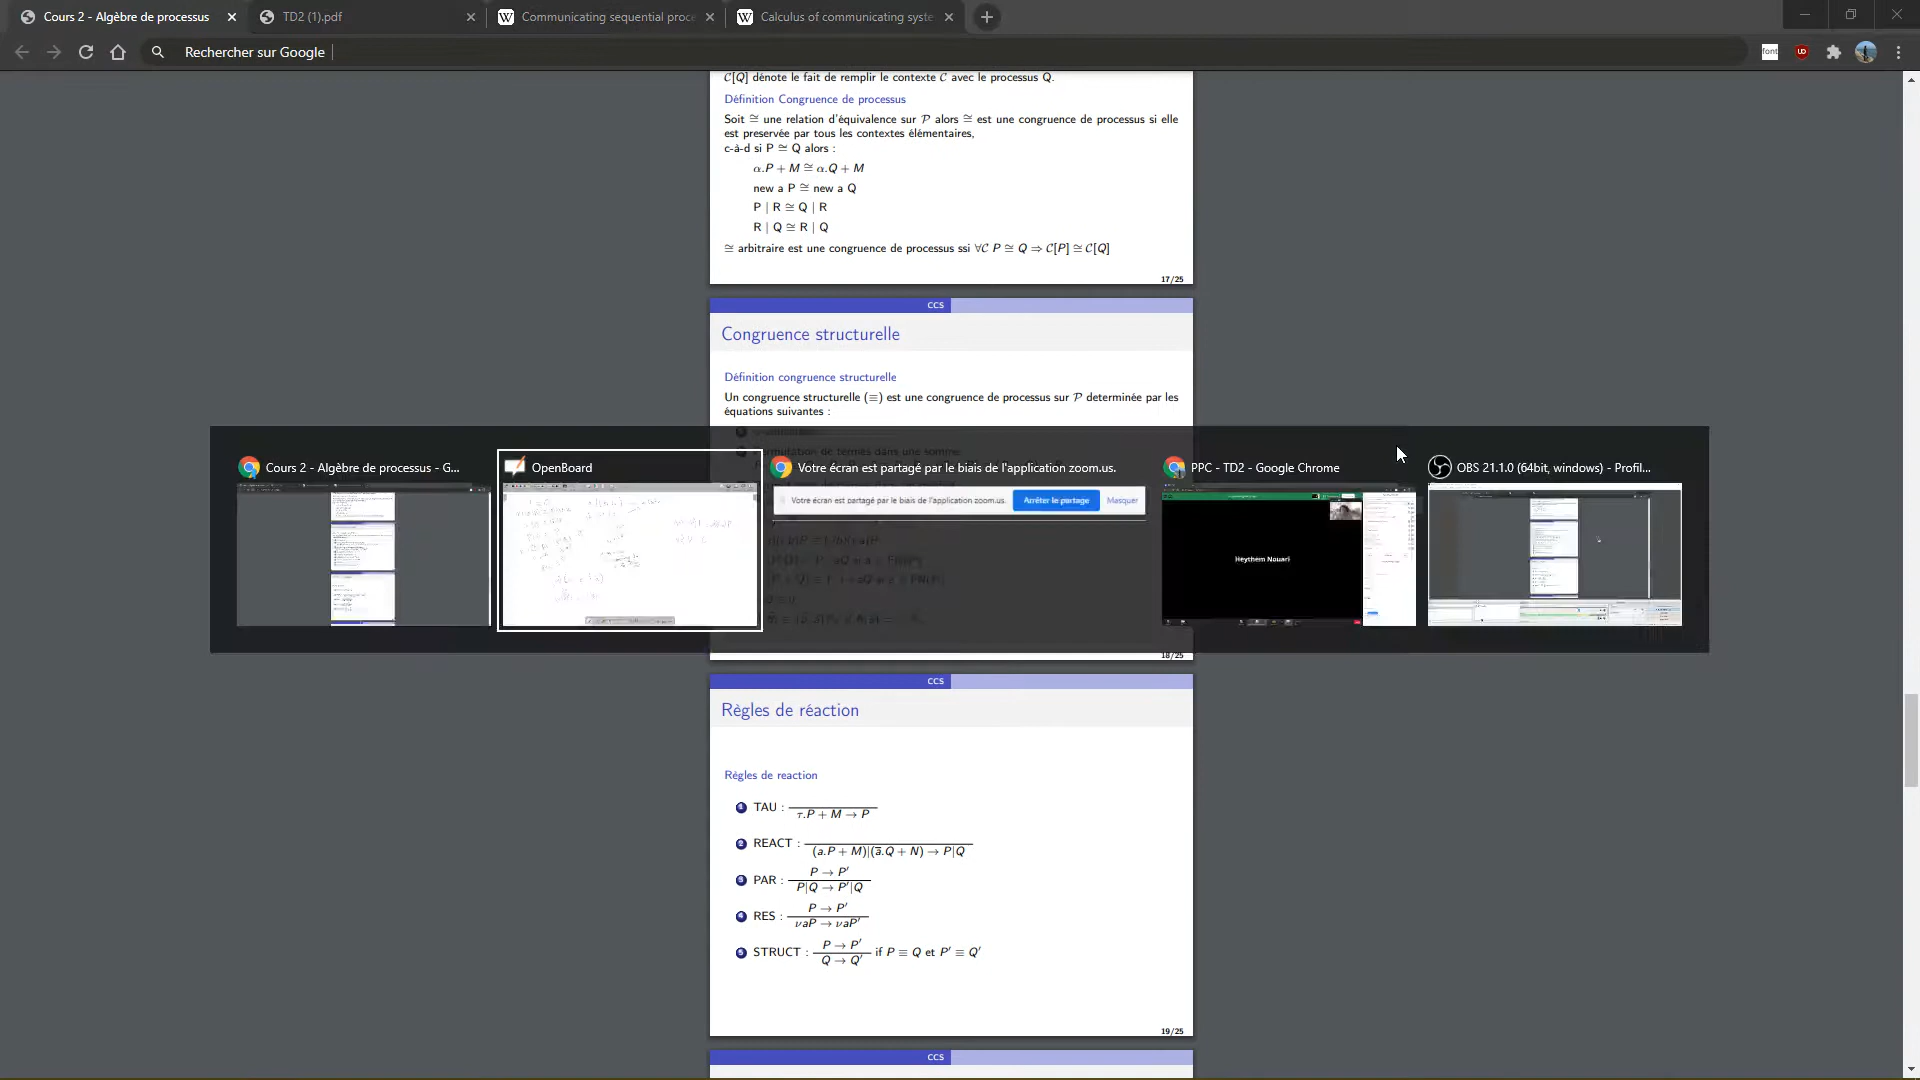 Cours 2 - Algèbre de processus
TD2 (1).pdf
Communicating sequential proce
Calculus of communicating syste
Rechercher sur Google
font
C[Q] dénote le fait de remplir le contexte C avec le processus Q.
Définition Congruence de processus
Soit ≅ une relation d'équivalence sur P alors ≅ est une congruence de processus si elle
est preservée par tous les contextes élémentaires,
c-à-d si P ≅ Q alors :
α.P + M ≅ α.Q + M
new a P ≅ new a Q
P | R ≅ Q | R
R | Q ≅ R | Q
≅ arbitraire est une congruence de processus ssi ∀C P ≅ Q ⇒ C[P] ≅ C[Q]
17/25
CCS
Congruence structurelle
Définition congruence structurelle
Un congruence structurelle (≡) est une congruence de processus sur P determinée par les
équations suivantes :
Cours 2 - Algèbre de processus - G...
OpenBoard
Votre écran est partagé par le biais de l'application zoom.us.
PPC - TD2 - Google Chrome
OBS 21.1.0 (64bit, windows) - Profil...
Votre écran est partagé par le biais de l'application zoom.us.
Arrêter le partage
Masquer
Heythem Nouari
18/25
CCS
Règles de réaction
Règles de reaction
1 TAU : τ.P + M → P
2 REACT : (a.P + M)|(a̅.Q + N) → P|Q
3 PAR : P → P′
P|Q → P′|Q
4 RES : P → P′
νaP → νaP′
5 STRUCT : P → P′ if P ≡ Q et P′ ≡ Q′
Q → Q′
19/25
CCS